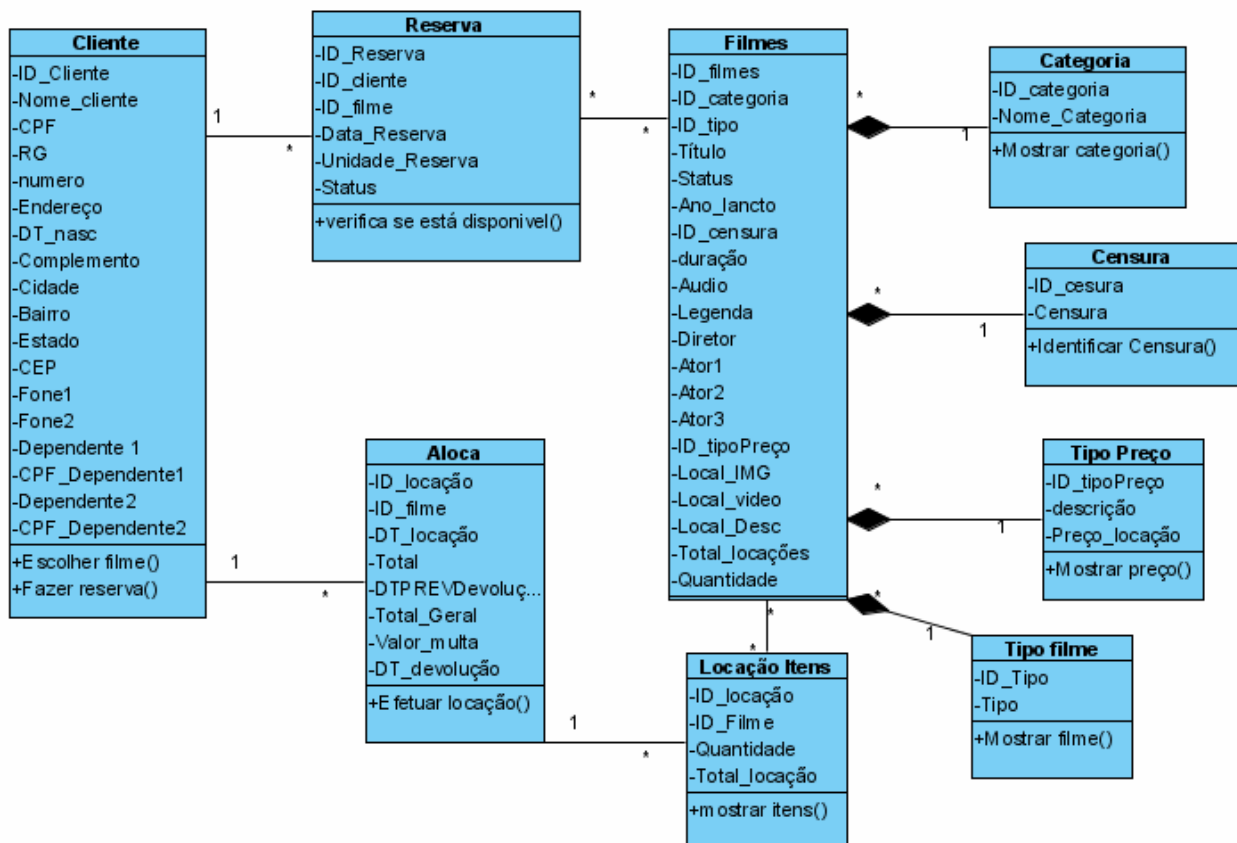 Cliente
-ID_Cliente
-Nome_cliente
-CPF
-RG
-numero
-Endereço
-DT_nasc
-Complemento
-Cidade
-Bairro
-Estado
-CEP
-Fone1
-Fone2
-Dependente 1
-CPF_Dependente1
-Dependente2
-CPF_Dependente2
+Escolher filme()
+Fazer reserva()
1
*
1
*
Reserva
-ID_Reserva
-ID_cliente
-ID_filme
-Data_Reserva
-Unidade_Reserva
-Status
+verifica se está disponivel()
*
*
Aloca
-ID_locação
-ID_filme
-DT_locação
-Total
-DTPREVDevoluç...
-Total_Geral
-Valor_multa
-DT_devolução
+Efetuar locação()
1
*
Filmes
-ID_filmes
-ID_categoria
-ID_tipo
-Título
-Status
-Ano_lancto
-ID_censura
-duração
-Audio
-Legenda
-Diretor
-Ator1
-Ator2
-Ator3
-ID_tipoPreço
-Local_IMG
-Local_video
-Local_Desc
-Total_locações
-Quantidade
*
*
Locação Itens
-ID_locação
-ID_Filme
-Quantidade
-Total_locação
+mostrar itens()
*
1
Categoria
-ID_categoria
-Nome_Categoria
+Mostrar categoria()
*
1
Censura
-ID_cesura
-Censura
+Identificar Censura()
*
1
Tipo Preço
-ID_tipoPreço
-descrição
-Preço_locação
+Mostrar preço()
*
1
Tipo filme
-ID_Tipo
-Tipo
+Mostrar filme()